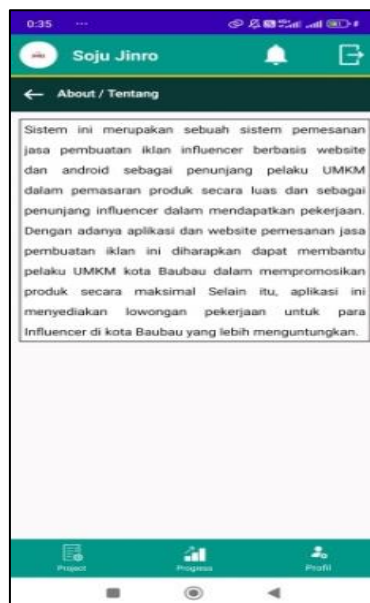 0:35 ...
Soju Jinro
About / Tentang
Sistem ini merupakan sebuah sistem pemesanan
jasa pembuatan iklan influencer berbasis website
dan android sebagai penunjang pelaku UMKM
dalam pemasaran produk secara luas dan sebagai
penunjang influencer dalam mendapatkan pekerjaan.
Dengan adanya aplikasi dan website pemesanan jasa
pembuatan iklan ini diharapkan dapat membantu
pelaku UMKM kota Baubau dalam mempromosikan
produk secara maksimal Selain itu, aplikasi ini
menyediakan lowongan pekerjaan untuk para
Influencer di kota Baubau yang lebih menguntungkan.
Project Progress Profil